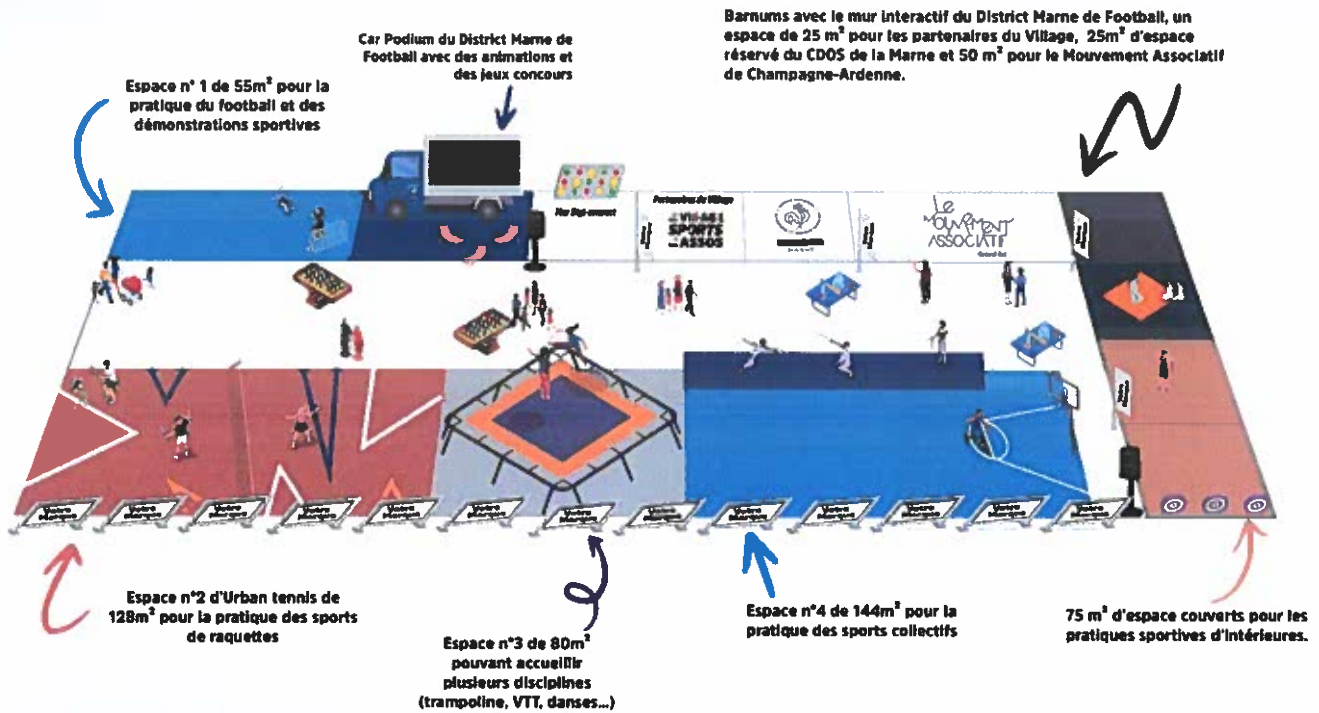 Barnums avec le mur interactif du District Marne de Football, un
espace de 25 m² pour les partenaires du Village, 25m² d'espace
réservé du CDOS de la Marne et 50 m² pour le Mouvement Associatif
de Champagne-Ardenne.
Car Podium du District Marne de
Football avec des animations et
des jeux concours
Espace n° 1 de 55m² pour la
pratique du football et des
démonstrations sportives
Partenaires du Village
VILLAGE
SPORTS
ASSOS
Le
MOUVEMENT
ASSOCIATIF
Votre Marque
Votre Marque
Votre Marque
Votre Marque
Votre Marque
Votre Marque
Votre Marque
Votre Marque
Votre Marque
Votre Marque
Votre Marque
Votre Marque
Votre Marque
Espace n°2 d'Urban tennis de
128m² pour la pratique des sports
de raquettes
Espace n°3 de 80m²
pouvant accueillir
plusieurs disciplines
(trampoline, VTT, danses...)
Espace n°4 de 144m² pour la
pratique des sports collectifs
75 m² d'espace couverts pour les
pratiques sportives d'intérieures.